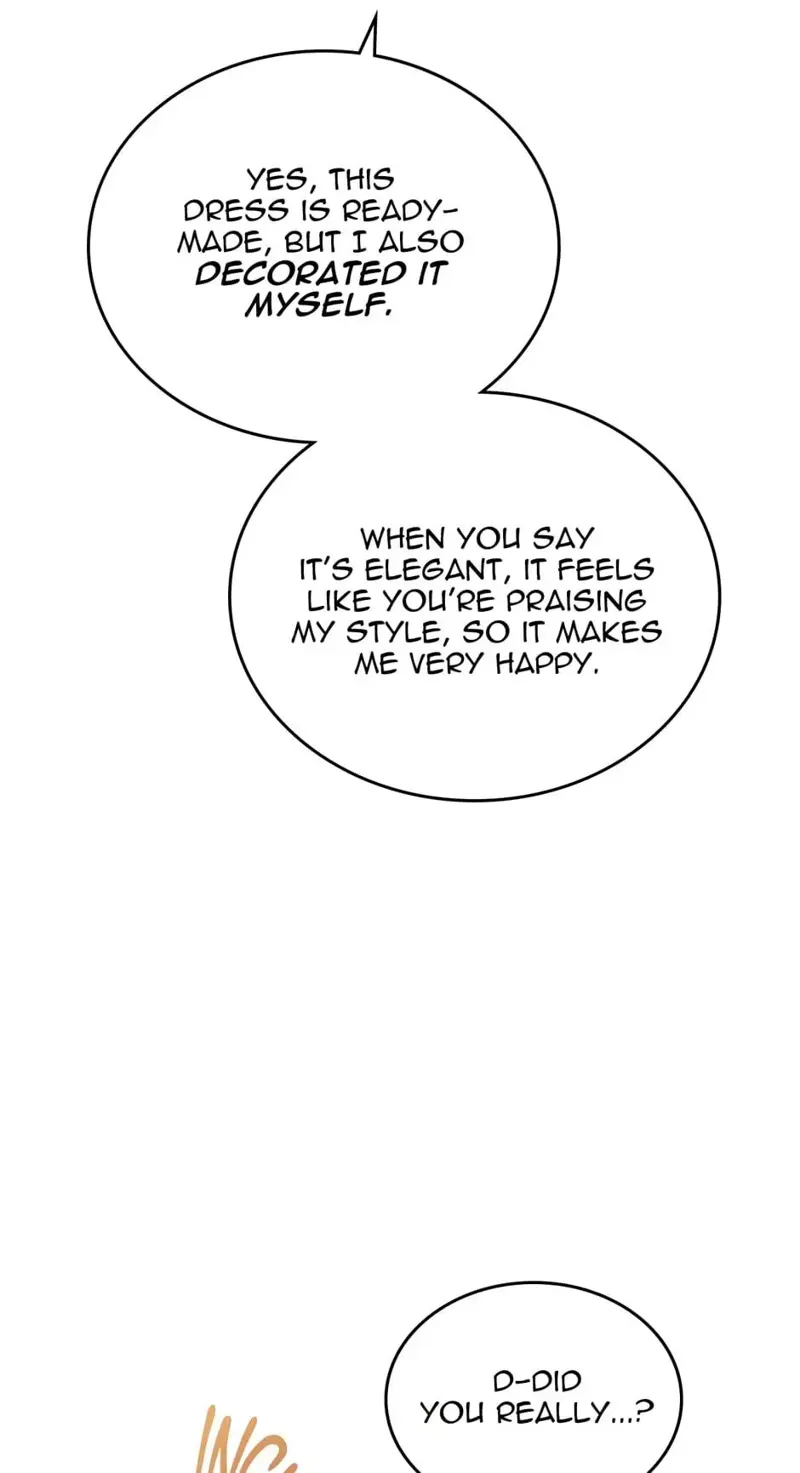 YES, THIS
DRESS IS READY-
MADE, BUT I ALSO
DECORATED IT
MYSELF.
WHEN YOU SAY
IT'S ELEGANT, IT FEELS
LIKE YOU'RE PRAISING
MY STYLE, SO IT MAKES
ME VERY HAPPY.
D-DID
YOU REALLY...?